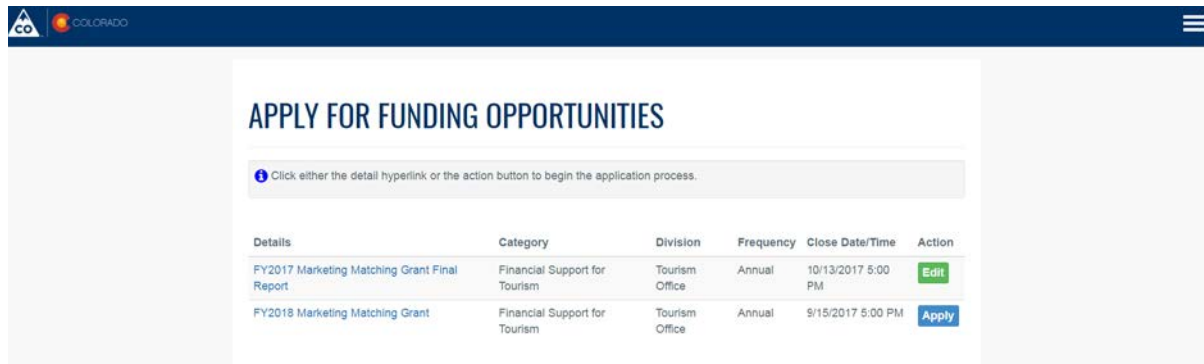 CO COLORADO
APPLY FOR FUNDING OPPORTUNITIES
Click either the detail hyperlink or the action button to begin the application process.
Details Category Division Frequency Close Date/Time Action
FY2017 Marketing Matching Grant Final Financial Support for Tourism Annual 10/13/2017 5:00 Edit
Report Tourism Office PM
FY2018 Marketing Matching Grant Financial Support for Tourism Annual 9/15/2017 5:00 PM Apply
Tourism Office